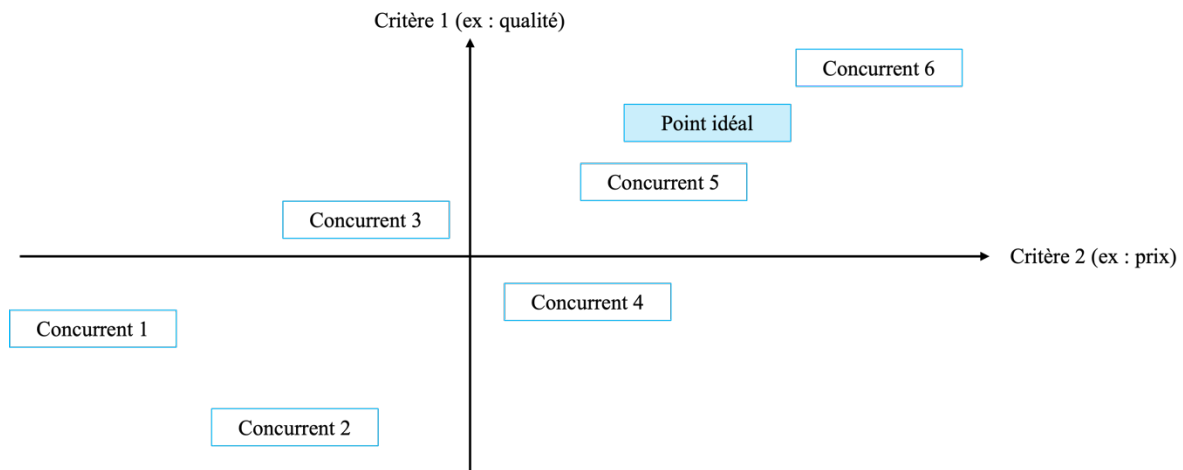 Critère 1 (ex : qualité)
Concurrent 6
Point idéal
Concurrent 5
Concurrent 3
Critère 2 (ex : prix)
Concurrent 4
Concurrent 1
Concurrent 2